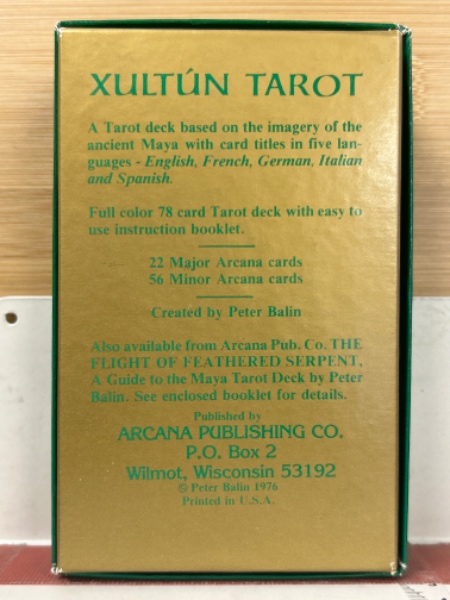 XULTÚN TAROT
A Tarot deck based on the imagery of the
ancient Maya with card titles in five lan-
guages - English, French, German, Italian
and Spanish.
Full color 78 card Tarot deck with easy to
use instruction booklet.
22 Major Arcana cards
56 Minor Arcana cards
Created by Peter Balin
Also available from Arcana Pub. Co. THE
FLIGHT OF FEATHERED SERPENT,
A Guide to the Maya Tarot Deck by Peter
Balin. See enclosed booklet for details.
Published by
ARCANA PUBLISHING CO.
P.O. Box 2
Wilmot, Wisconsin 53192
© Peter Balin 1976
Printed in U.S.A.